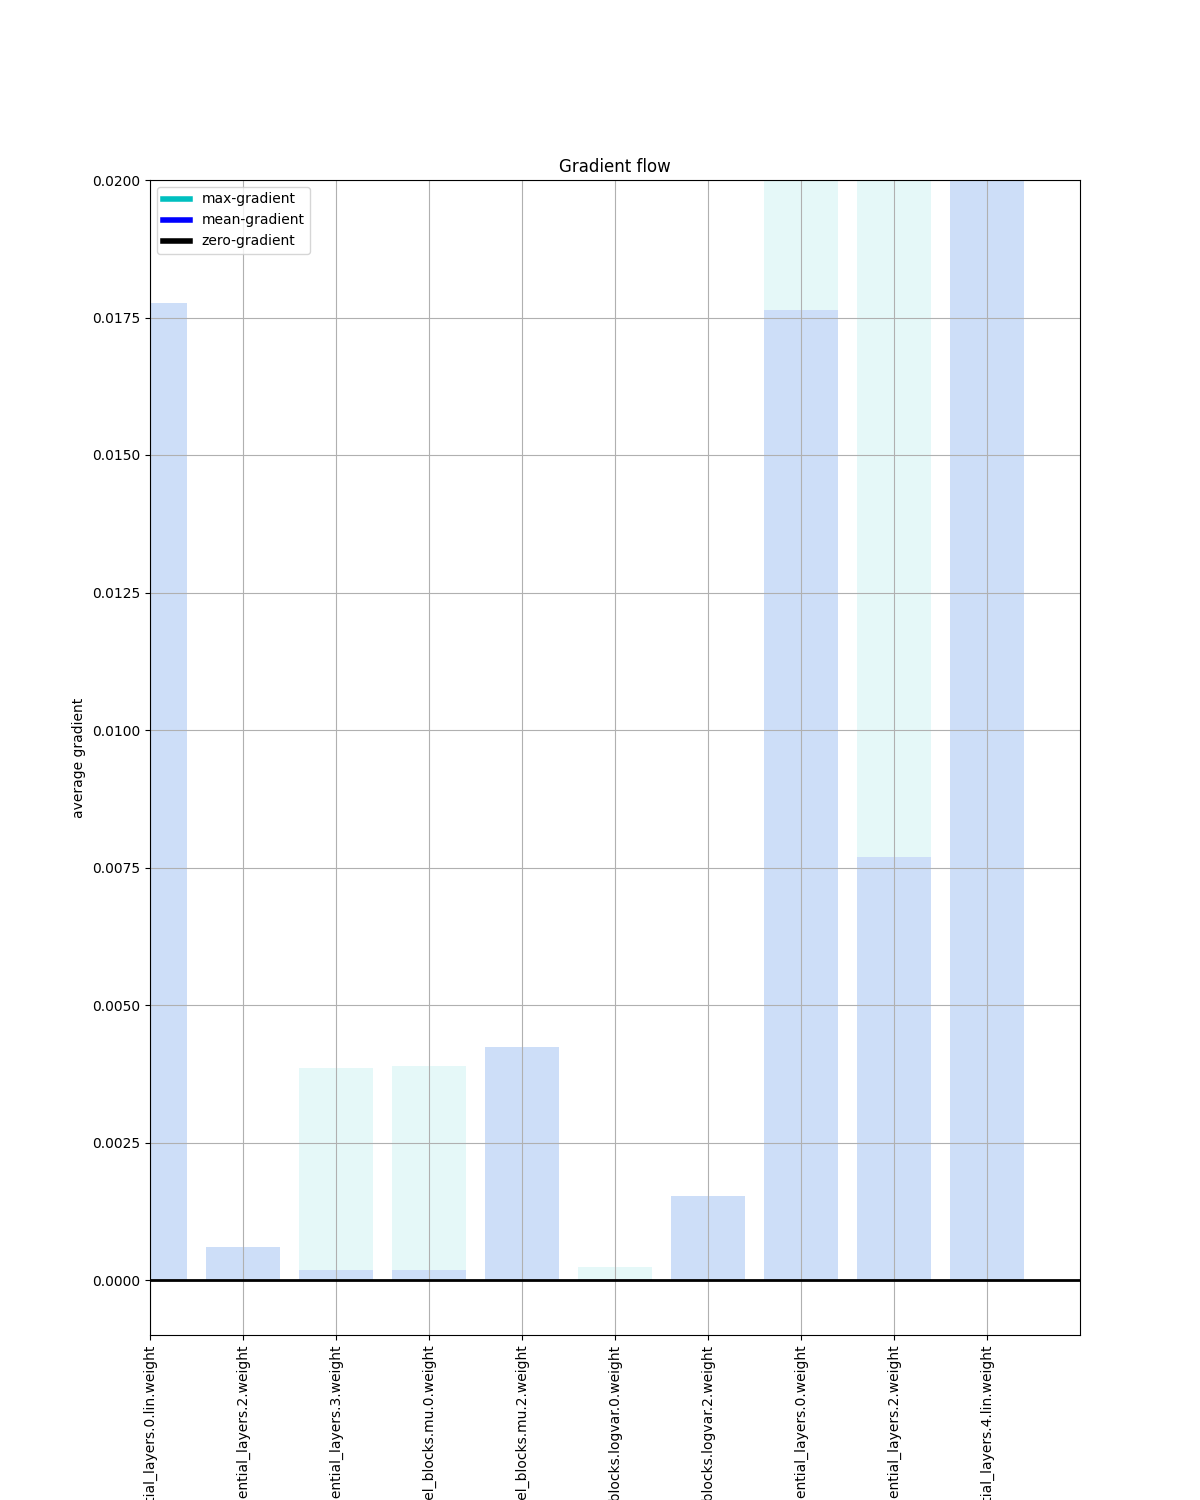 Gradient flow
max-gradient
mean-gradient
zero-gradient
0.0200
0.0175
0.0150
0.0125
0.0100
0.0075
0.0050
0.0025
0.0000
average gradient
tial_layers.0.lin.weight
ential_layers.2.weight
ential_layers.3.weight
el_blocks.mu.0.weight
el_blocks.mu.2.weight
blocks.logvar.0.weight
blocks.logvar.2.weight
ential_layers.0.weight
ential_layers.2.weight
tial_layers.4.lin.weight